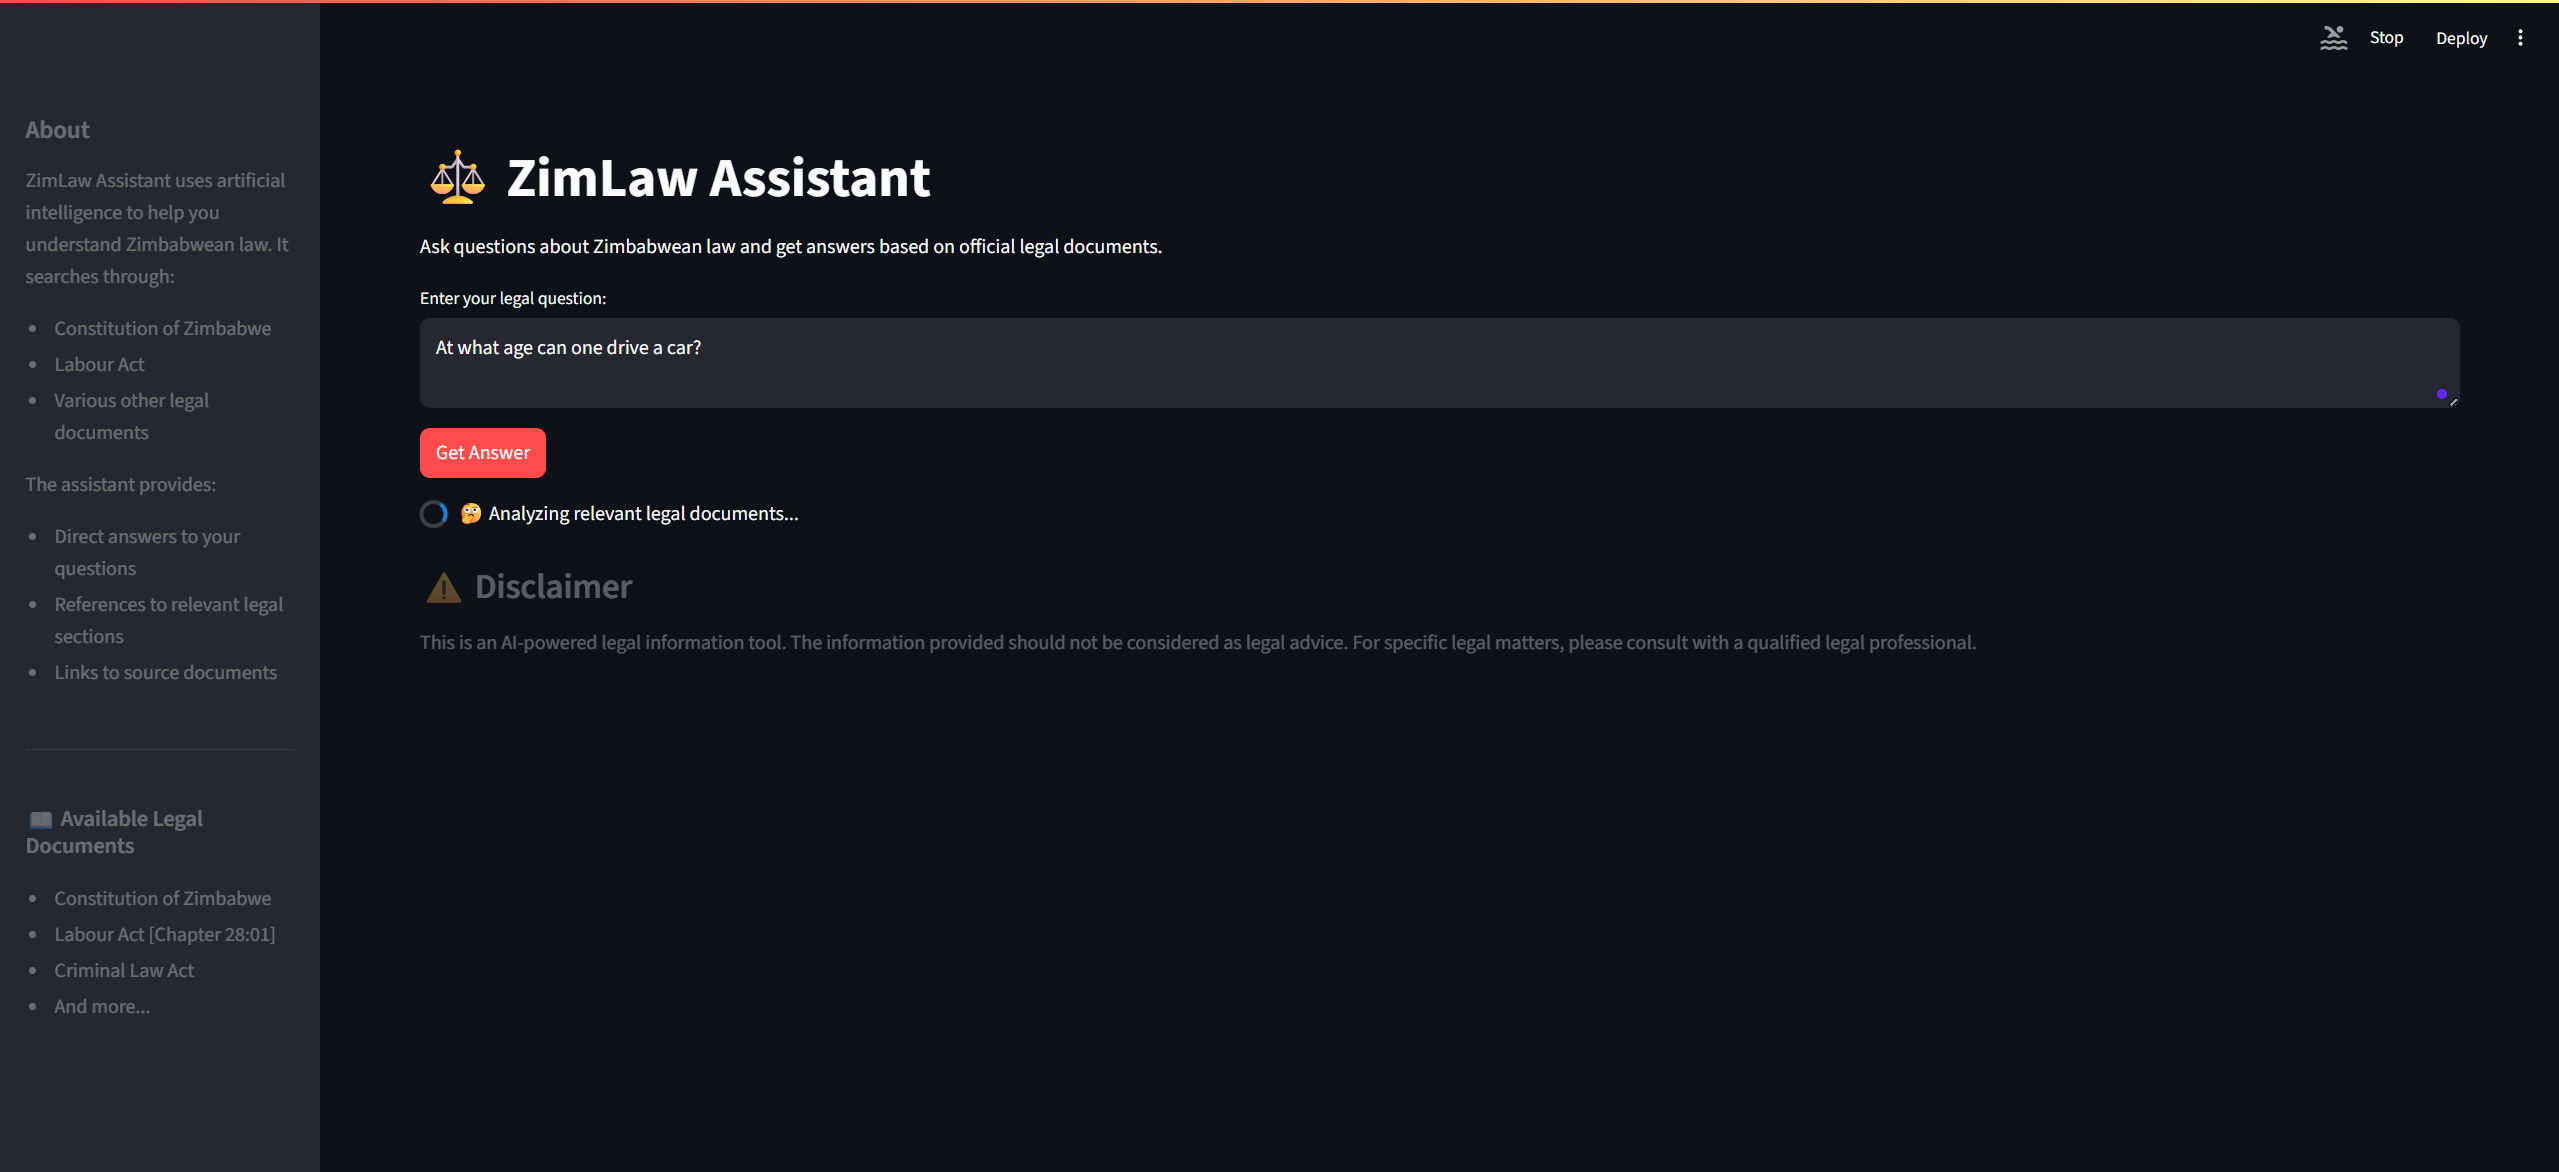 Stop
Deploy
About
ZimLaw Assistant uses artificial
intelligence to help you
understand Zimbabwean law. It
searches through:
• Constitution of Zimbabwe
• Labour Act
• Various other legal
documents
The assistant provides:
• Direct answers to your
questions
• References to relevant legal
sections
• Links to source documents
📖 Available Legal
Documents
• Constitution of Zimbabwe
• Labour Act [Chapter 28:01]
• Criminal Law Act
• And more...
⚖️ ZimLaw Assistant
Ask questions about Zimbabwean law and get answers based on official legal documents.
Enter your legal question:
At what age can one drive a car?
Get Answer
🤔 Analyzing relevant legal documents...
⚠️ Disclaimer
This is an AI-powered legal information tool. The information provided should not be considered as legal advice. For specific legal matters, please consult with a qualified legal professional.